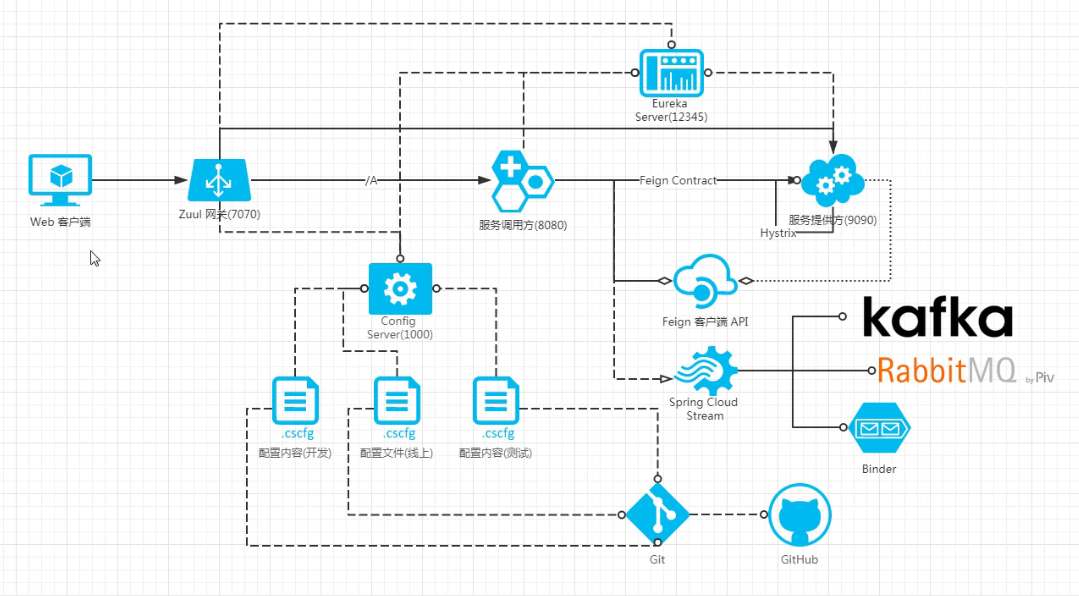 Eureka
Server(12345)
/A
Feign Contract
Web 客户端
Zuul 网关(7070)
服务调用方(8080)
服务提供方(9090)
Hystrix
Config
Server(1000)
Feign 客户端 API
kafka
RabbitMQ by Piv
Spring Cloud
Stream
.cscfg
.cscfg
.cscfg
配置内容(开发)
配置文件(线上)
配置内容(测试)
Binder
Git
GitHub